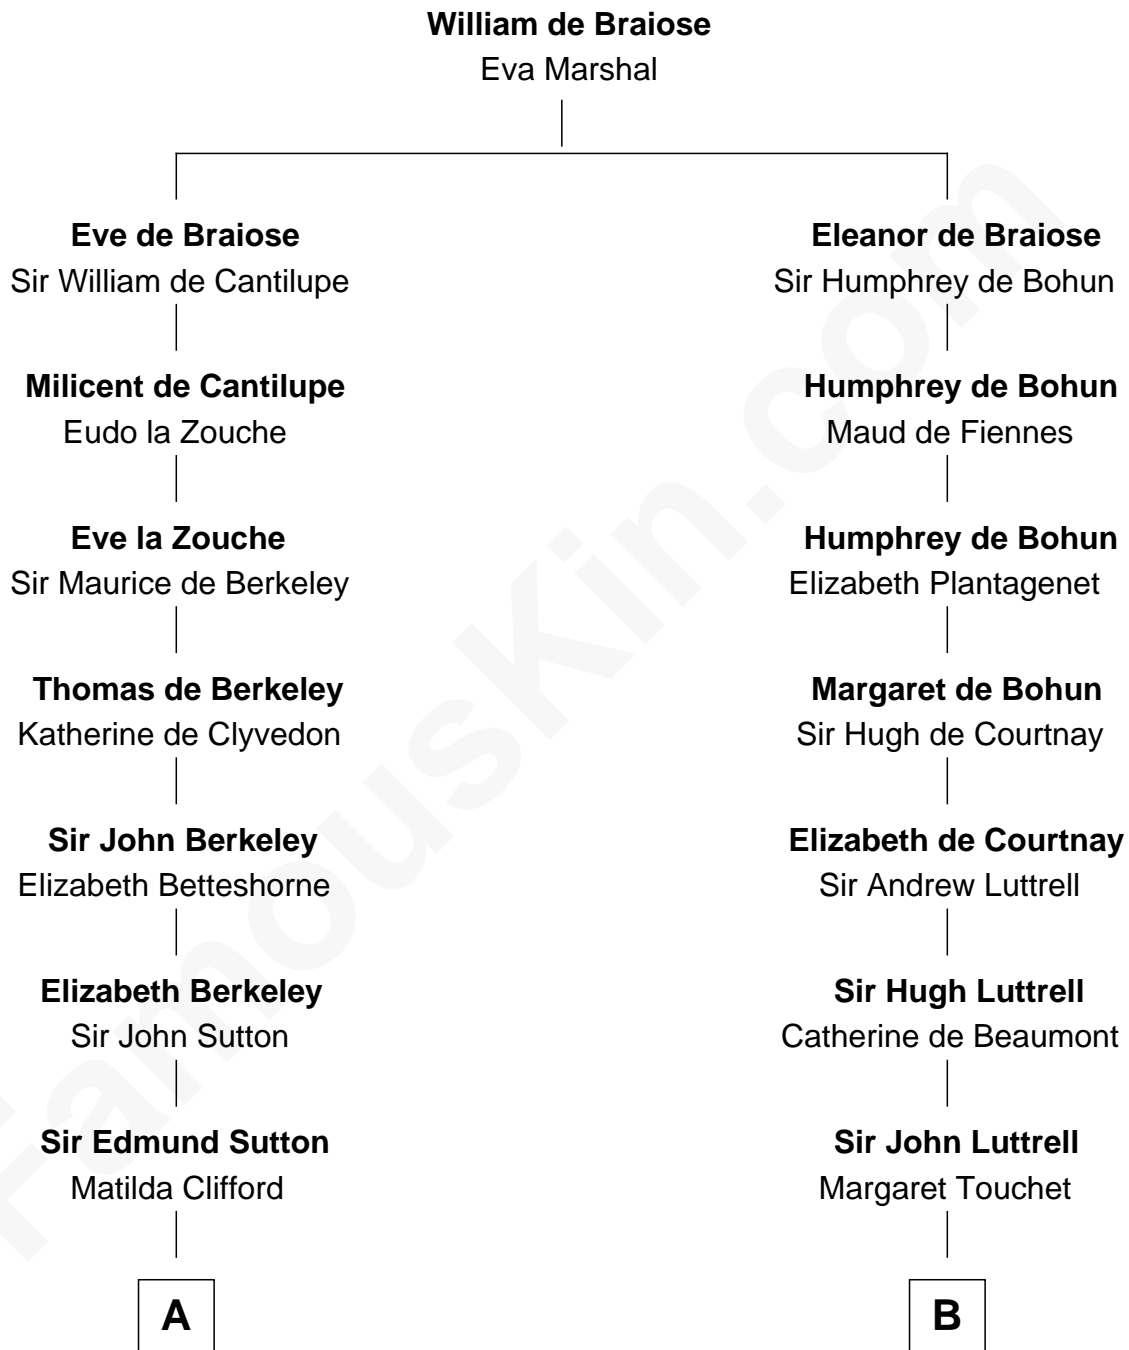 William de Braiose
Eva Marshal
Eve de Braiose
Sir William de Cantilupe
Eleanor de Braiose
Sir Humphrey de Bohun
Milicent de Cantilupe
Eudo la Zouche
Humphrey de Bohun
Maud de Fiennes
Eve la Zouche
Sir Maurice de Berkeley
Humphrey de Bohun
Elizabeth Plantagenet
Thomas de Berkeley
Katherine de Clyvedon
Margaret de Bohun
Sir Hugh de Courtnay
Sir John Berkeley
Elizabeth Betteshorne
Elizabeth de Courtnay
Sir Andrew Luttrell
Elizabeth Berkeley
Sir John Sutton
Sir Hugh Luttrell
Catherine de Beaumont
Sir Edmund Sutton
Matilda Clifford
Sir John Luttrell
Margaret Touchet
A
B
FamousKin.com